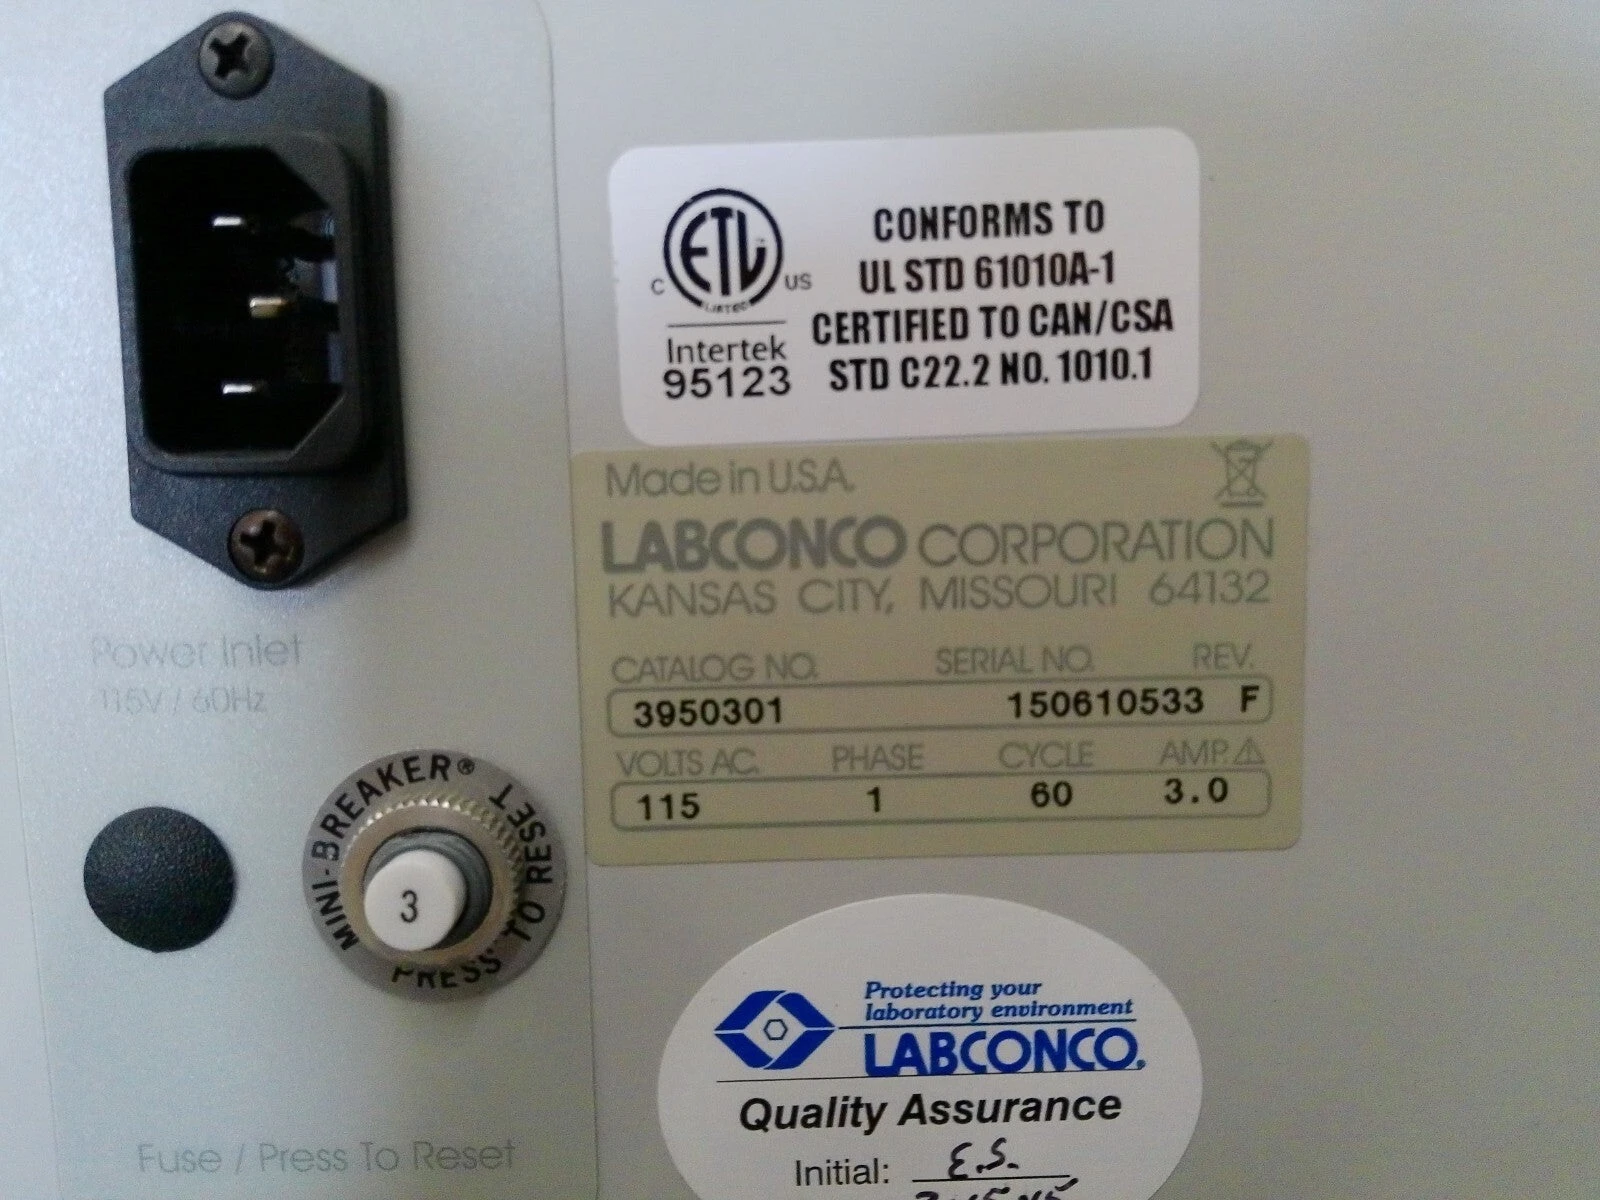 ETL
LISTED
C US
Intertek
95123
CONFORMS TO
UL STD 61010A-1
CERTIFIED TO CAN/CSA
STD C22.2 NO. 1010.1
Made in U.S.A.
LABCONCO CORPORATION
KANSAS CITY, MISSOURI 64132
CATALOG NO. SERIAL NO. REV.
3950301 150610533 F
VOLTS AC. PHASE CYCLE AMP.
115 1 60 3.0
Power Inlet
115V / 60Hz
MINI-BREAKER®
PRESS TO RESET
3
Fuse / Press To Reset
Protecting your
laboratory environment
LABCONCO®
Quality Assurance
Initial: E.S.